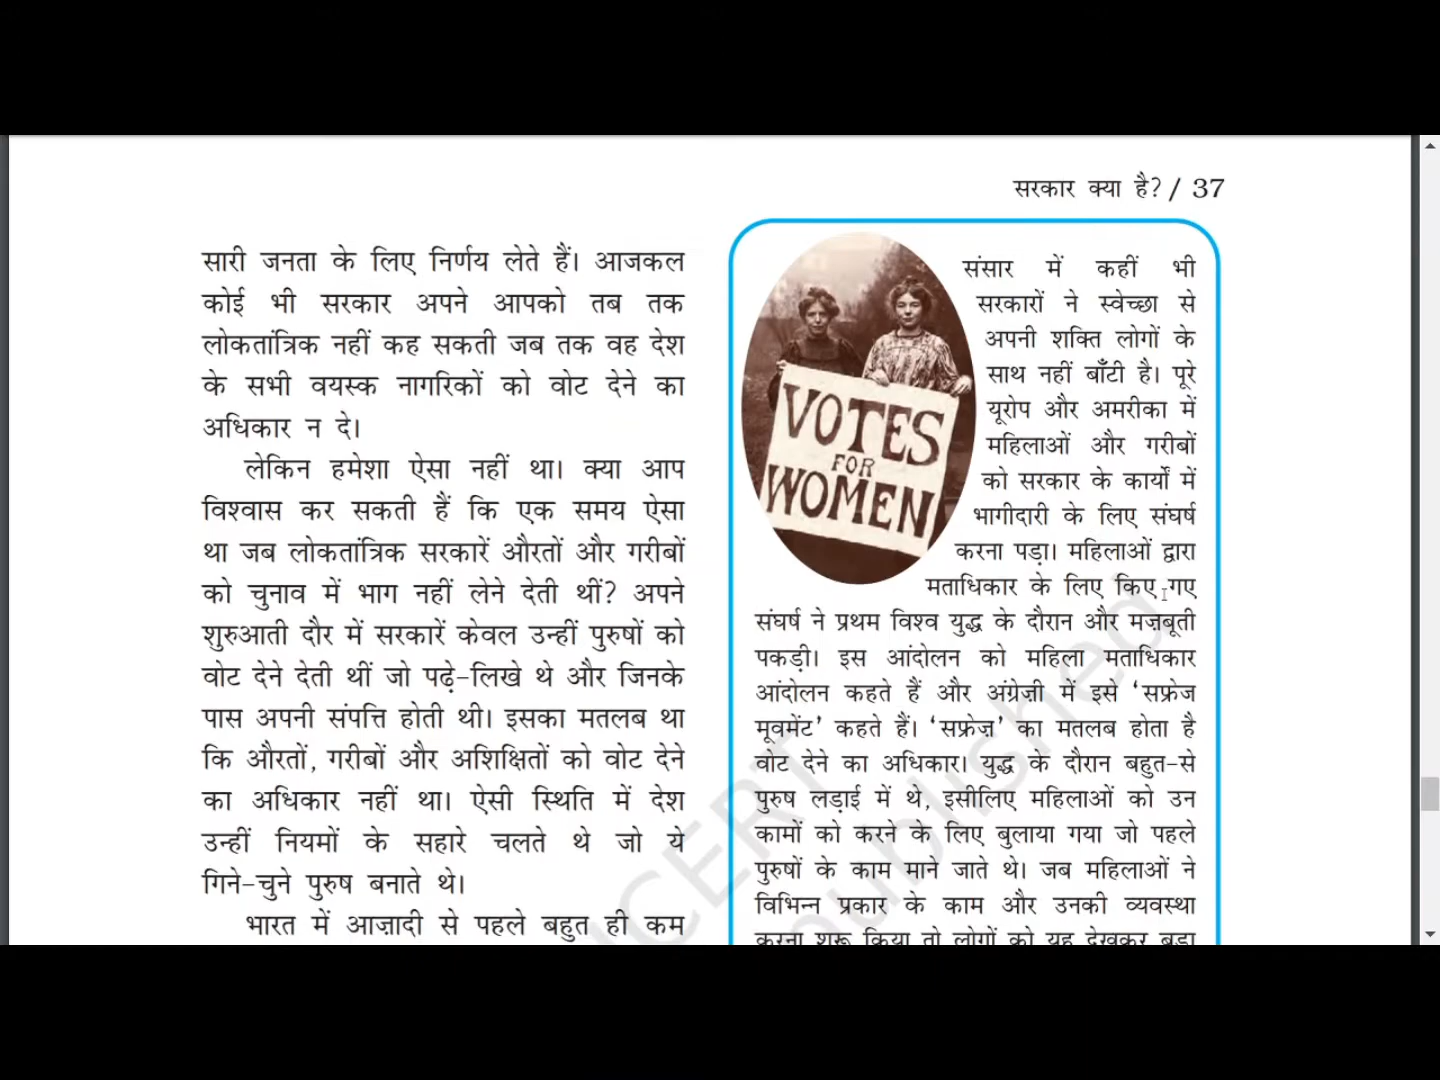 सरकार क्या है? / 37
सारी जनता के लिए निर्णय लेते हैं। आजकल
कोई भी सरकार अपने आपको तब तक
लोकतांत्रिक नहीं कह सकती जब तक वह देश
के सभी वयस्क नागरिकों को वोट देने का
अधिकार न दे।
लेकिन हमेशा ऐसा नहीं था। क्या आप
विश्वास कर सकती हैं कि एक समय ऐसा
था जब लोकतांत्रिक सरकारें औरतों और गरीबों
को चुनाव में भाग नहीं लेने देती थीं? अपने
शुरुआती दौर में सरकारें केवल उन्हीं पुरुषों को
वोट देने देती थीं जो पढ़े-लिखे थे और जिनके
पास अपनी संपत्ति होती थी। इसका मतलब था
कि औरतों, गरीबों और अशिक्षितों को वोट देने
का अधिकार नहीं था। ऐसी स्थिति में देश
उन्हीं नियमों के सहारे चलते थे जो ये
गिने-चुने पुरुष बनाते थे।
भारत में आज़ादी से पहले बहुत ही कम
VOTES
FOR
WOMEN
संसार में कहीं भी
सरकारों ने स्वेच्छा से
अपनी शक्ति लोगों के
साथ नहीं बाँटी है। पूरे
यूरोप और अमरीका में
महिलाओं और गरीबों
को सरकार के कार्यों में
भागीदारी के लिए संघर्ष
करना पड़ा। महिलाओं द्वारा
मताधिकार के लिए किए गए
संघर्ष ने प्रथम विश्व युद्ध के दौरान और मज़बूती
पकड़ी। इस आंदोलन को महिला मताधिकार
आंदोलन कहते हैं और अंग्रेज़ी में इसे ‘सफ्रेज
मूवमेंट’ कहते हैं। ‘सफ्रेज़’ का मतलब होता है
वोट देने का अधिकार। युद्ध के दौरान बहुत-से
पुरुष लड़ाई में थे, इसीलिए महिलाओं को उन
कामों को करने के लिए बुलाया गया जो पहले
पुरुषों के काम माने जाते थे। जब महिलाओं ने
विभिन्न प्रकार के काम और उनकी व्यवस्था
करना शुरू किया तो लोगों को यह देखकर बड़ा